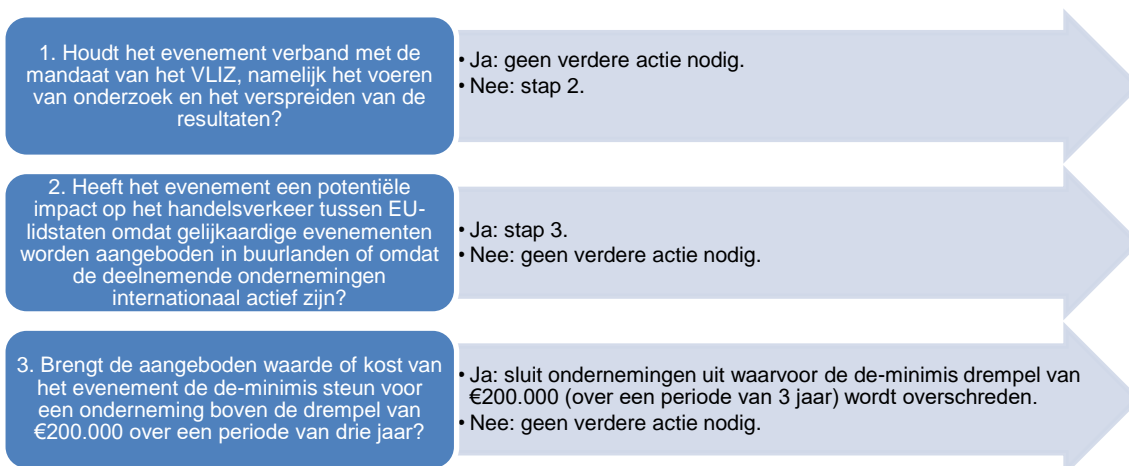 1. Houdt het evenement verband met de
mandaat van het VLIZ, namelijk het voeren
van onderzoek en het verspreiden van de
resultaten?
• Ja: geen verdere actie nodig.
• Nee: stap 2.
2. Heeft het evenement een potentiële
impact op het handelsverkeer tussen EU-
lidstaten omdat gelijkaardige evenementen
worden aangeboden in buurlanden of omdat
de deelnemende ondernemingen
internationaal actief zijn?
• Ja: stap 3.
• Nee: geen verdere actie nodig.
3. Brengt de aangeboden waarde of kost van
het evenement de de-minimis steun voor
een onderneming boven de drempel van
€200.000 over een periode van drie jaar?
• Ja: sluit ondernemingen uit waarvoor de de-minimis drempel van
€200.000 (over een periode van 3 jaar) wordt overschreden.
• Nee: geen verdere actie nodig.